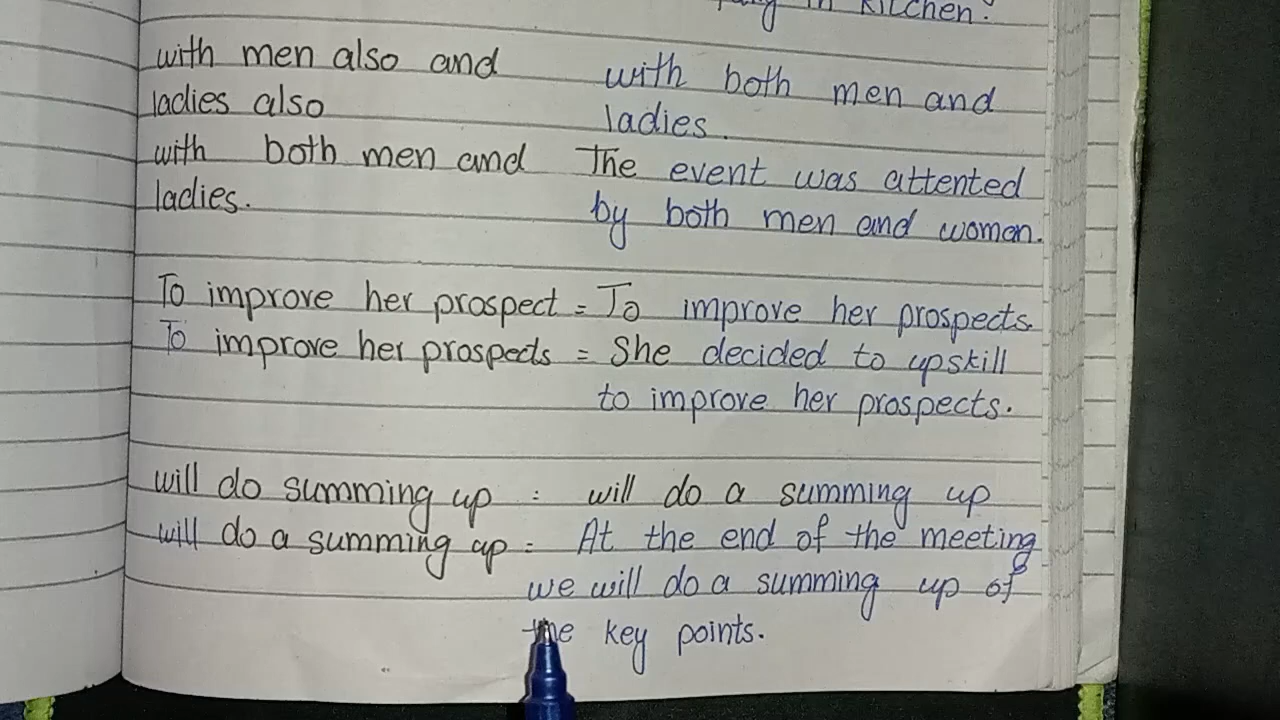 in kitchen.
with men also and
ladies also
with both men and
ladies.
with both men and
ladies.
The event was attented
by both men and woman.
To improve her prospect = To improve her prospects.
To improve her prospects = She decided to upskill
to improve her prospects.
will do summing up : will do a summing up
will do a summing up = At the end of the meeting
we will do a summing up of
the key points.